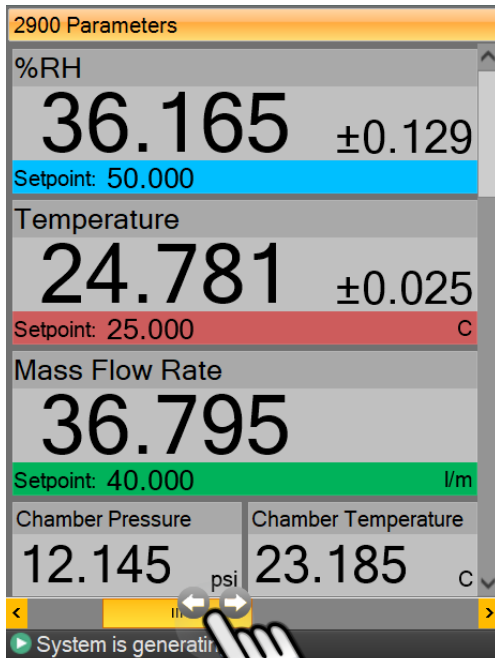 2900 Parameters
%RH
36.165 ±0.129
Setpoint: 50.000
Temperature
24.781 ±0.025
Setpoint: 25.000 C
Mass Flow Rate
36.795
Setpoint: 40.000 l/m
Chamber Pressure Chamber Temperature
12.145 psi 23.185 C
System is